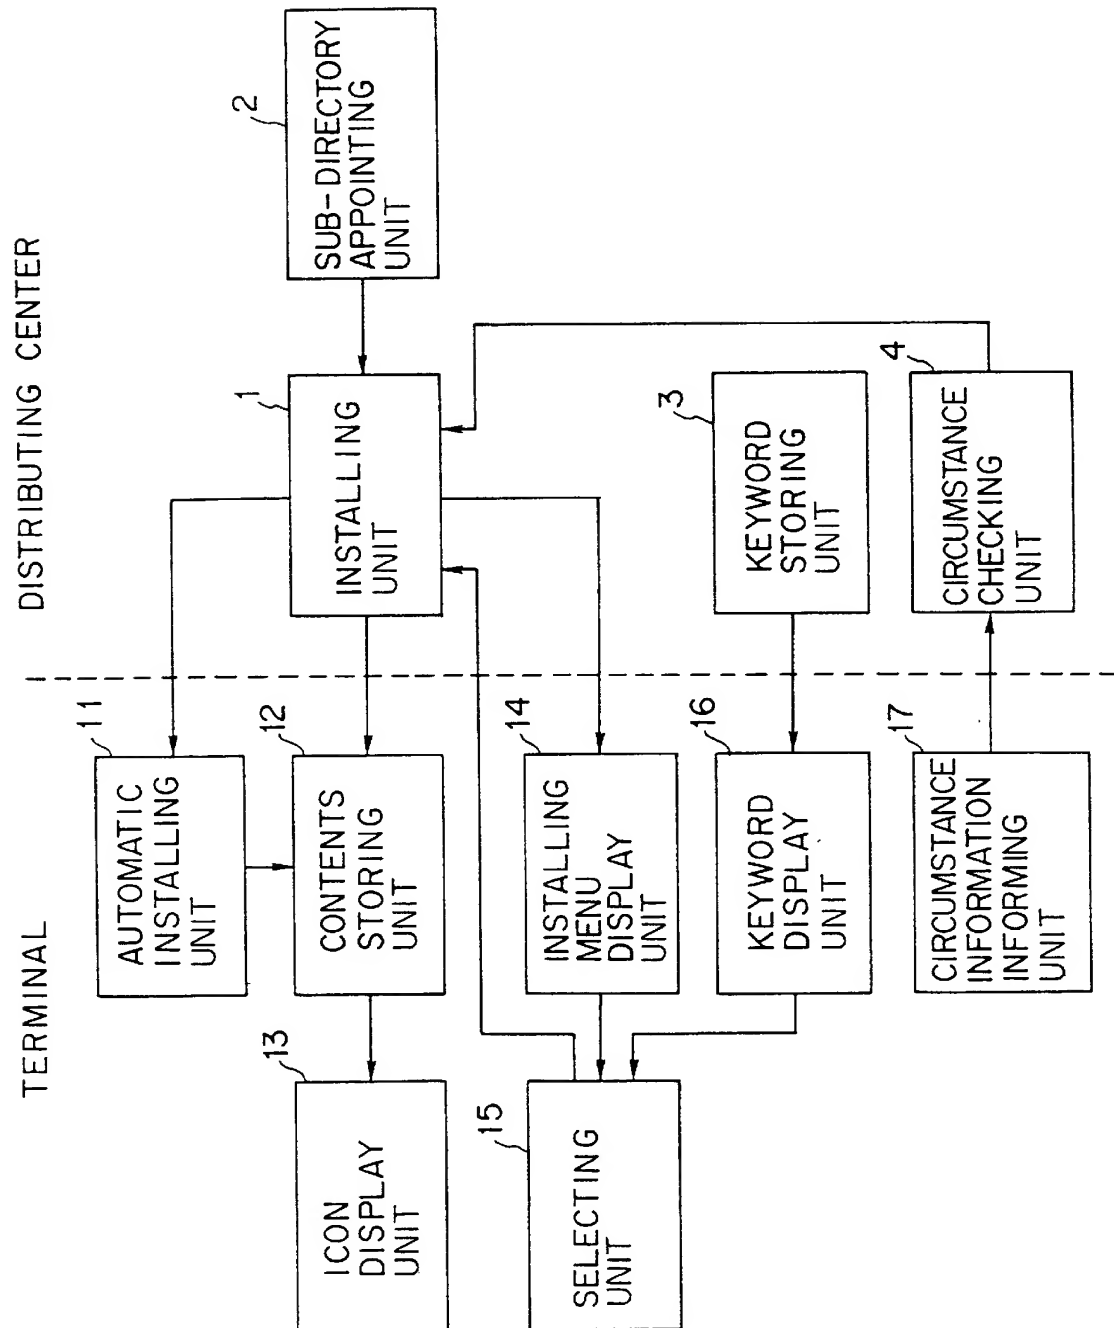 TERMINAL
DISTRIBUTING CENTER
11
AUTOMATIC
INSTALLING
UNIT
2
SUB-DIRECTORY
APPOINTING
UNIT
1
INSTALLING
UNIT
12
CONTENTS
STORING
UNIT
13
ICON
DISPLAY
UNIT
14
INSTALLING
MENU
DISPLAY
UNIT
15
SELECTING
UNIT
3
KEYWORD
STORING
UNIT
16
KEYWORD
DISPLAY
UNIT
4
CIRCUMSTANCE
CHECKING
UNIT
17
CIRCUMSTANCE
INFORMATION
INFORMING
UNIT